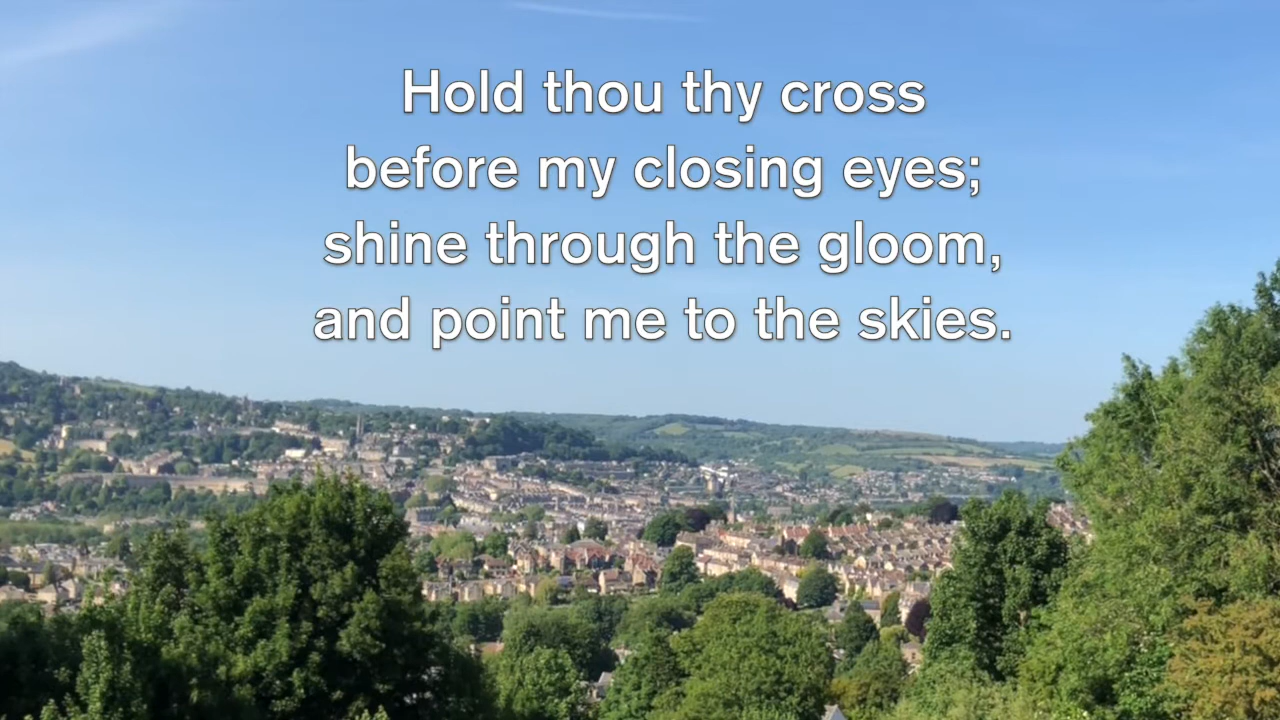 Hold thou thy cross
before my closing eyes;
shine through the gloom,
and point me to the skies.